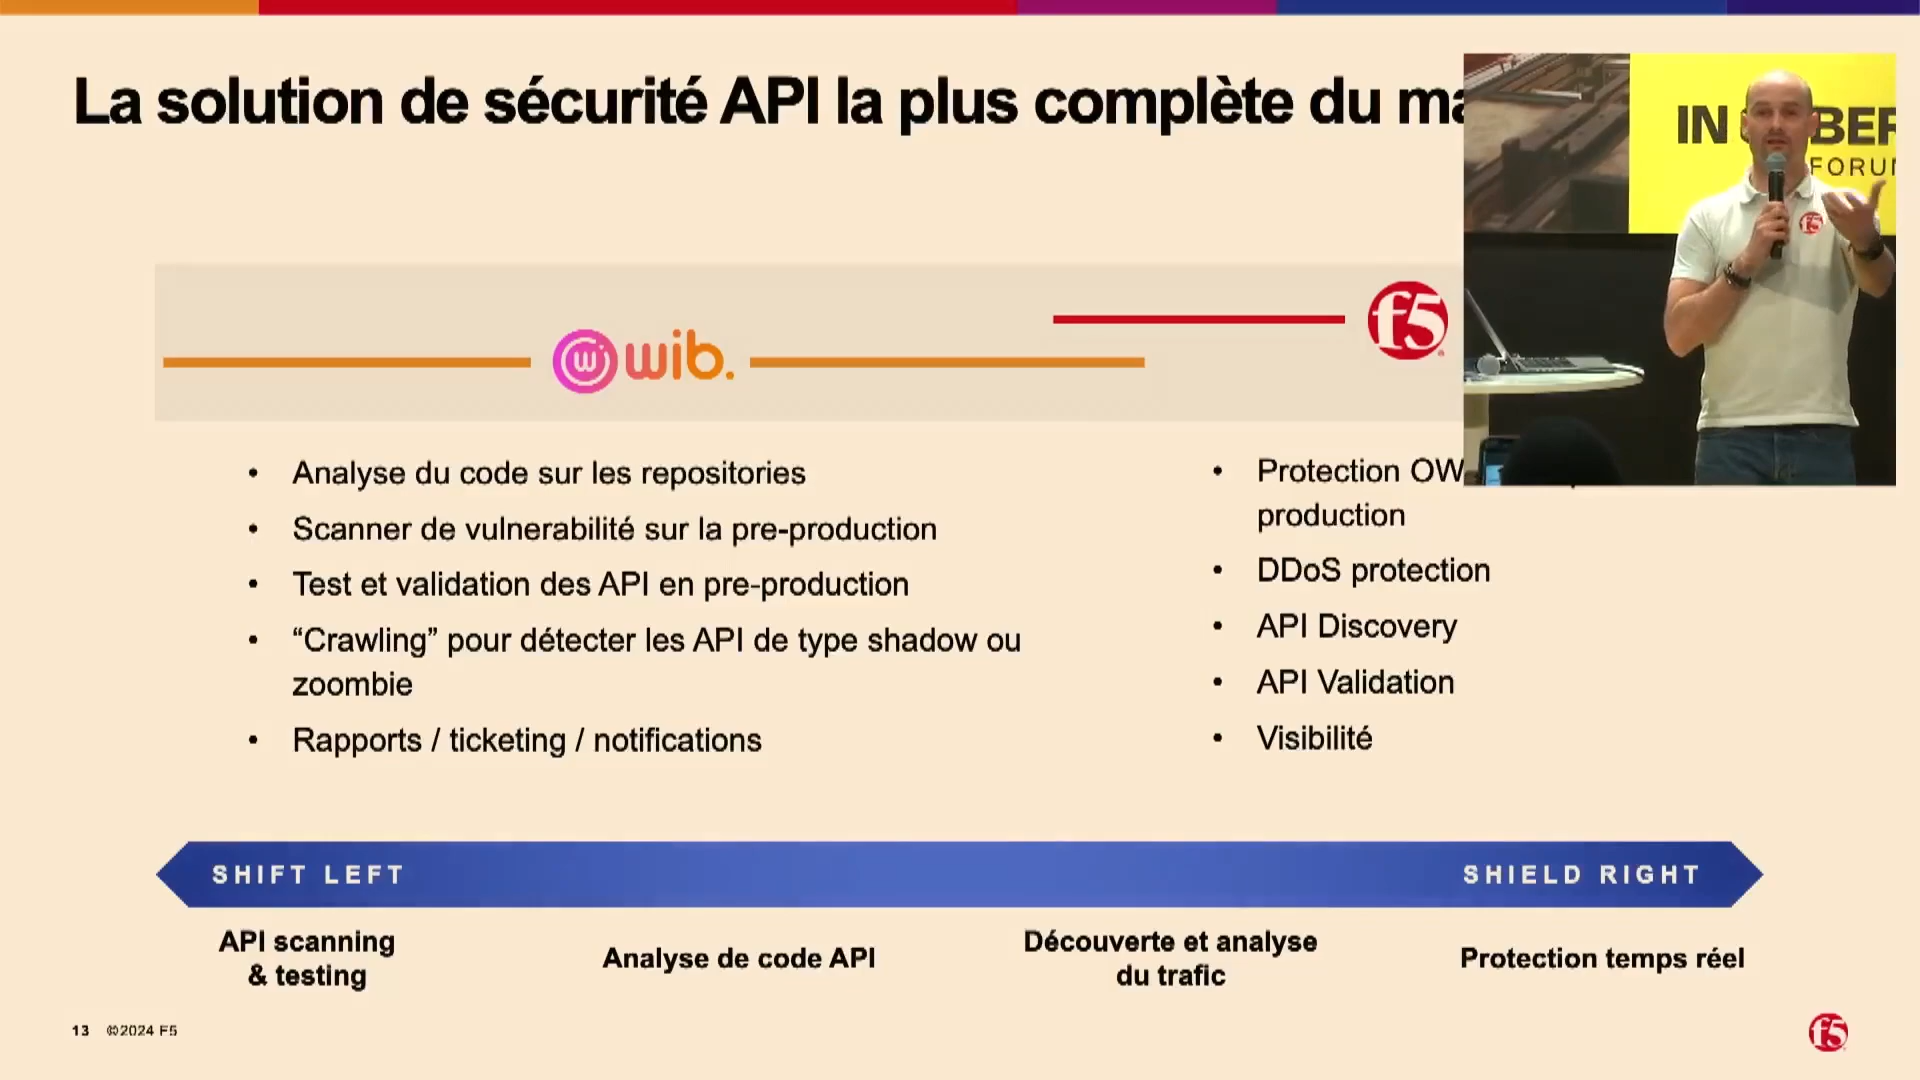 La solution de sécurité API la plus complète du
IN
FORU
f5
f5
wib.
• Analyse du code sur les repositories
• Scanner de vulnérabilité sur la pre-production
• Test et validation des API en pre-production
• “Crawling” pour détecter les API de type shadow ou
zoombie
• Rapports / ticketing / notifications
• Protection OW
production
• DDoS protection
• API Discovery
• API Validation
• Visibilité
SHIFT LEFT
SHIELD RIGHT
API scanning
& testing
Analyse de code API
Découverte et analyse
du trafic
Protection temps réel
13 ©2024 F5
f5